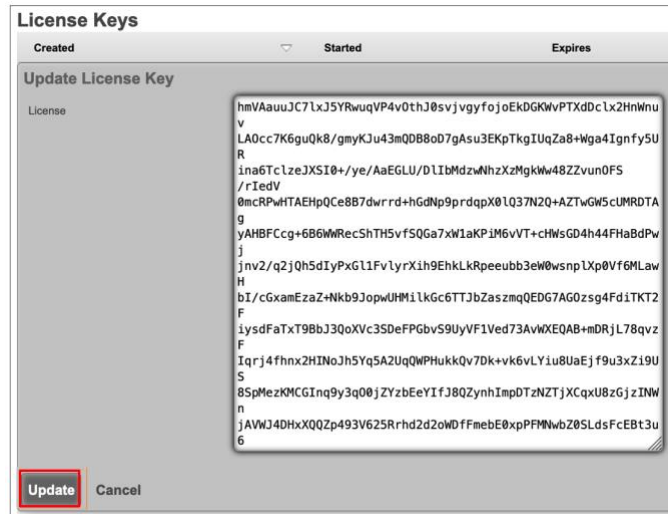 License Keys
Created Started Expires
Update License Key
License
hmVAauuJC7lxJ5YRwuqVP4vOthJ0svjvgyfojoEkDGKWvPTXdDclx2HnWnu
v
LAOcc7K6guQk8/gmyKJu43mQDB8oD7gAsu3EKpTkgIUqZa8+Wga4Ignfy5U
R
ina6TclzeJXSI0+/ye/AaEGLU/DlIbMdzwNhzXzMgkWw48ZZvunOFS
/rIedV
0mcRPwHTAEHpQCe8B7dwrrd+hGdNp9prdqpX0lQ37N2Q+AZTwGW5cUMRDTA
g
yAHBFCcg+6B6WWRecShTH5vfSQGa7xW1aKPiM6vVT+cHWsGD4h44FHaBdPw
j
jnv2/q2jQh5dIyPxGl1FvlyrXih9EhkLkRpeeubb3eW0wsnplXp0Vf6MLaw
H
bI/cGxamEzaZ+Nkb9JopwUHMilkGc6TTJbZaszmqQEDG7AGOzsg4FdiTKT2
F
iysdFaTxT9BbJ3QoXVc3SDeFPGbvS9UyVF1Ved73AvWXEQAB+mDRjL78qvz
F
Iqrj4fhnx2HINoJh5Yq5A2UqQWPHukkQv7Dk+vk6vLYiu8UaEjf9u3xZi9U
S
8SpMezKMCGInq9y3qO0jZYzbEeYIfJ8QZynhImpDTzNZTjXCqxU8zGjzINW
n
jAVWJ4DHxXQQZp493V625Rrhd2d2oWDfFmebE0xpPFMNwbZ0SLdsFcEBt3u
6
Update Cancel